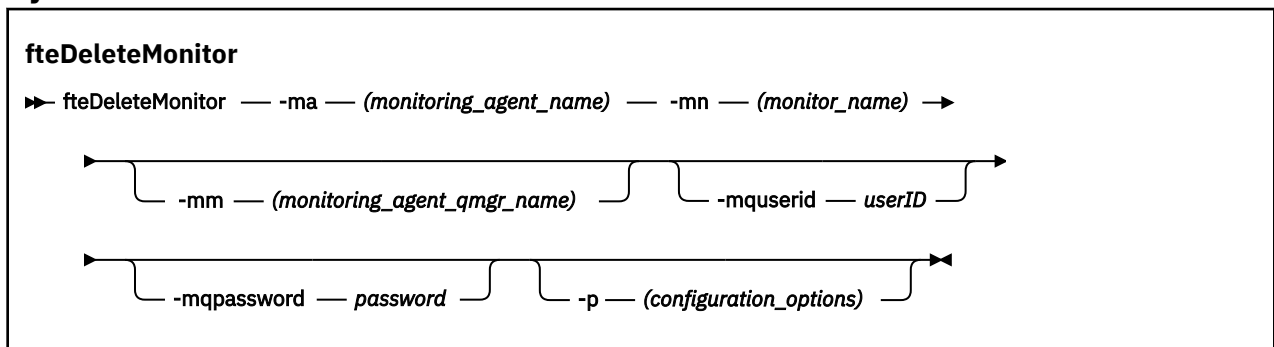 fteDeleteMonitor
fteDeleteMonitor -ma (monitoring_agent_name) -mn (monitor_name)
-mm (monitoring_agent_qmgr_name) -mquserid userID
-mqpassword password -p (configuration_options)